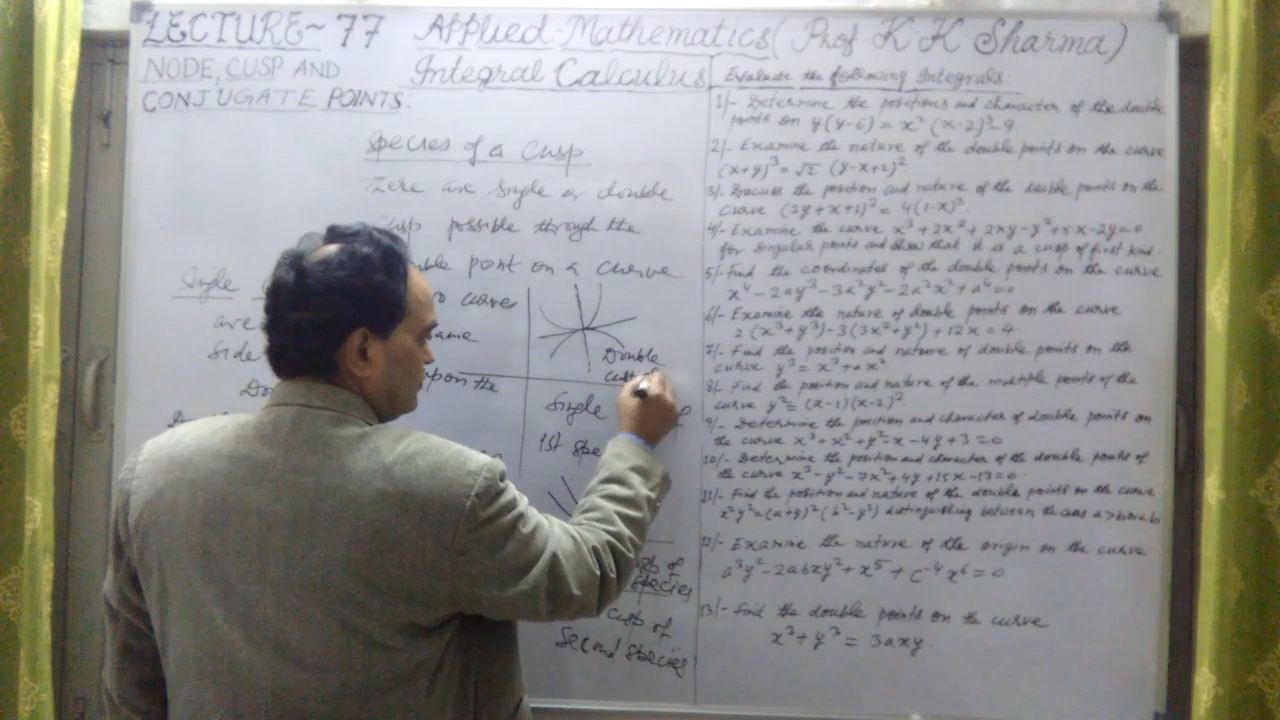 LECTURE~77 Applied-Mathematics (Prof. K. K. Sharma)
NODE, CUSP AND
CONJUGATE POINTS:
Integral Calculus
Species of a Cusp
are single or double
cusp possible through the
point on a curve
Single
curves
are
same
side
upon the
Double
Single
1st
species
cusp of
Second Species
Evaluate the following Integrals:
1/- Determine the positions and character of the double
points on y(y-6) = x² (x-2)³-9
2/- Examine the nature of the double points on the curve
(x+y)³ = √2 (y-x+2)²
3/- Discuss the position and nature of the double points on the
curve (2y+x+1)² = 4(1-x)⁵
4/- Examine the curve x³+2x²+2xy-y²+5x-2y=0
for singular points and show that it is a cusp of first kind.
5/- Find the coordinates of the double points on the curve
x⁴-2ay³-3a²y²-2a²x²+a⁴=0
6/- Examine the nature of double points on the curve
2(x³+y³)-3(3x²+y²)+12x=4
7/- Find the position and nature of double points on the
curve y³=x³+ax²
8/- Find the position and nature of the multiple points of the
curve y²=(x-1)(x-2)²
9/- Determine the position and character of double points on
the curve x³+x²+y²-x-4y+3=0
10/- Determine the position and character of the double points of
the curve x³-y²-7x²+4y+15x-13=0
11/- Find the position and nature of the double points on the curve
x²y²=(a+y)²(b²-y²) distinguishing between the cases a>b or a<b
12/- Examine the nature of the origin on the curve
a³y²-2abxy²+x⁵+c⁻⁴x⁶=0
13/- Find the double points on the curve
x³+y³=3axy.